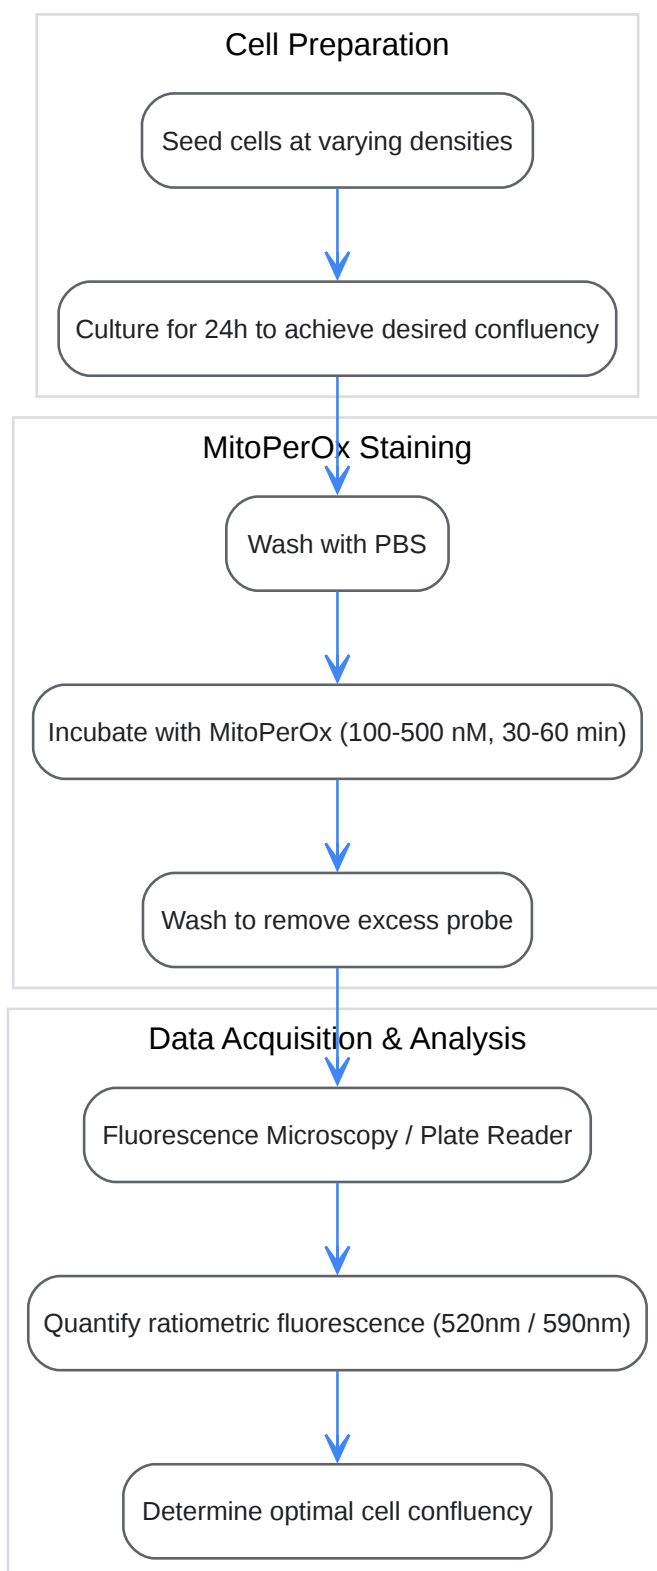 Cell Preparation
Seed cells at varying densities
Culture for 24h to achieve desired confluency
MitoPerOx Staining
Wash with PBS
Incubate with MitoPerOx (100-500 nM, 30-60 min)
Wash to remove excess probe
Data Acquisition & Analysis
Fluorescence Microscopy / Plate Reader
Quantify ratiometric fluorescence (520nm / 590nm)
Determine optimal cell confluency